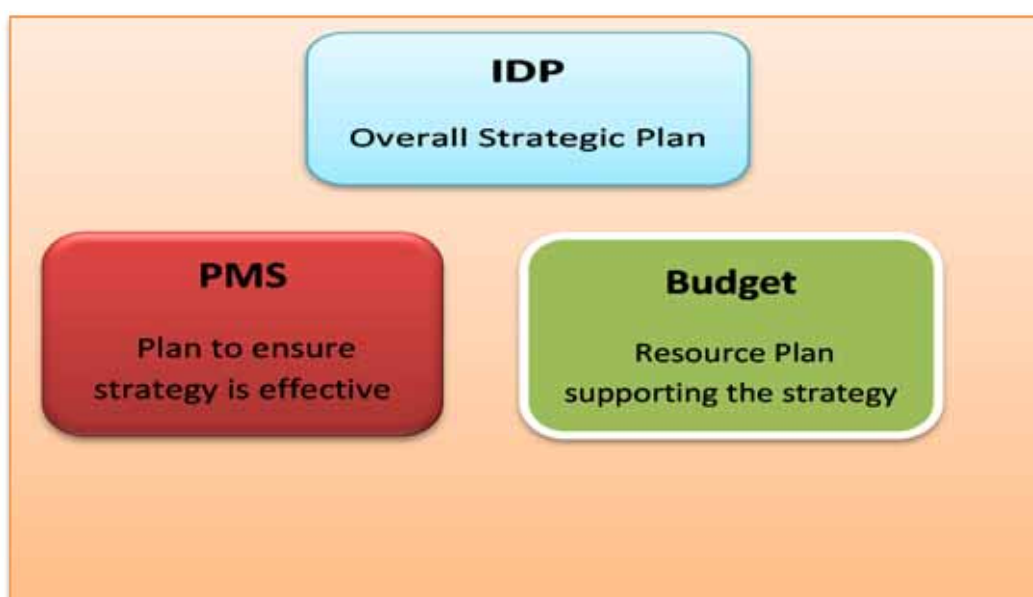 IDP
Overall Strategic Plan
PMS
Plan to ensure
strategy is effective
Budget
Resource Plan
supporting the strategy